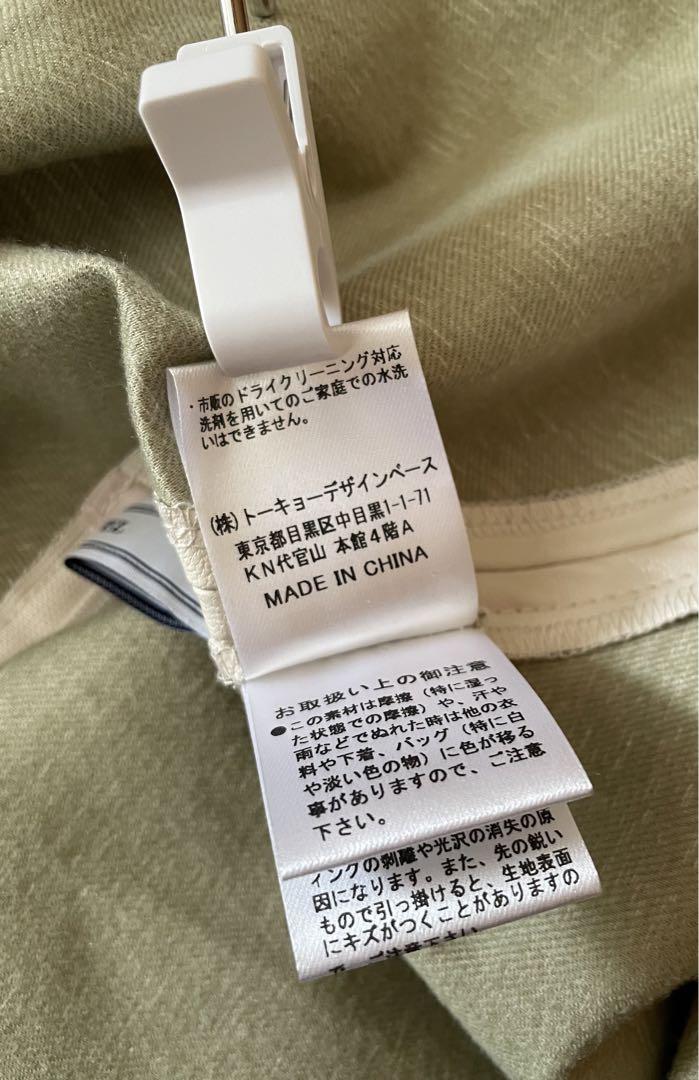 ・市販のドライクリーニング対応
洗剤を用いてのご家庭での水洗
いはできません。
(株)トーキョーデザインベース
東京都目黒区中目黒1-1-71
KN代官山 本館4階A
MADE IN CHINA
お取扱い上の御注意
●この素材は摩擦(特に湿っ
た状態での摩擦)や、汗や
雨などでぬれた時は他の衣
料や下着、バッグ(特に白
や淡い色の物)に色が移る
事がありますので、ご注意
下さい。
ィングの剥離や光沢の消失の原
因になります。また、先の鋭い
もので引っ掛けると、生地表面
にキズがつくことがありますの
で、ご注意下さい